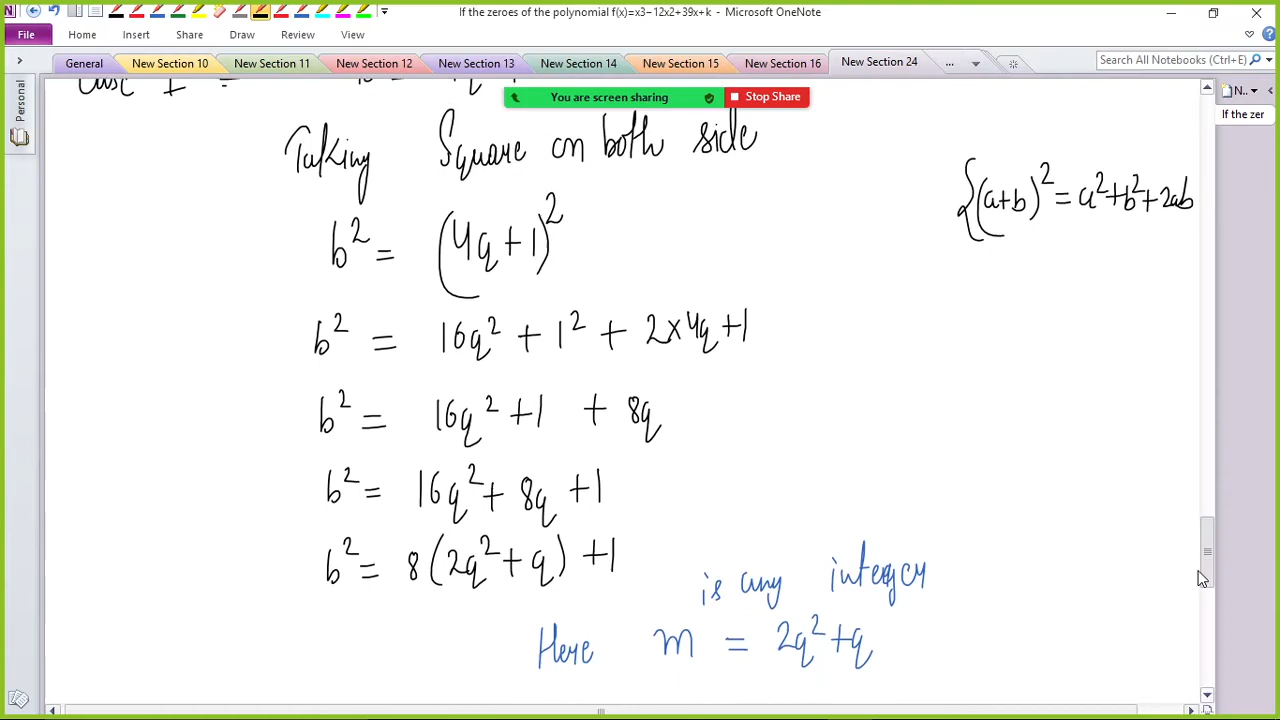 If the zeroes of the polynomial f(x)=x3−12x2+39x+k - Microsoft OneNote
File Home Insert Share Draw Review View
General New Section 10 New Section 11 New Section 12 New Section 13 New Section 14 New Section 15 New Section 16 New Section 24 ... Search All Notebooks (Ctrl+E)
Personal
N..
If the zer
You are screen sharing Stop Share
Taking Square on both side
{(a+b)² = a²+b²+2ab
b² = (4q+1)²
b² = 16q² + 1² + 2×4q+1
b² = 16q² +1 + 8q
b² = 16q² + 8q +1
b² = 8(2q² + q) +1
is any integer
Here m = 2q² +q